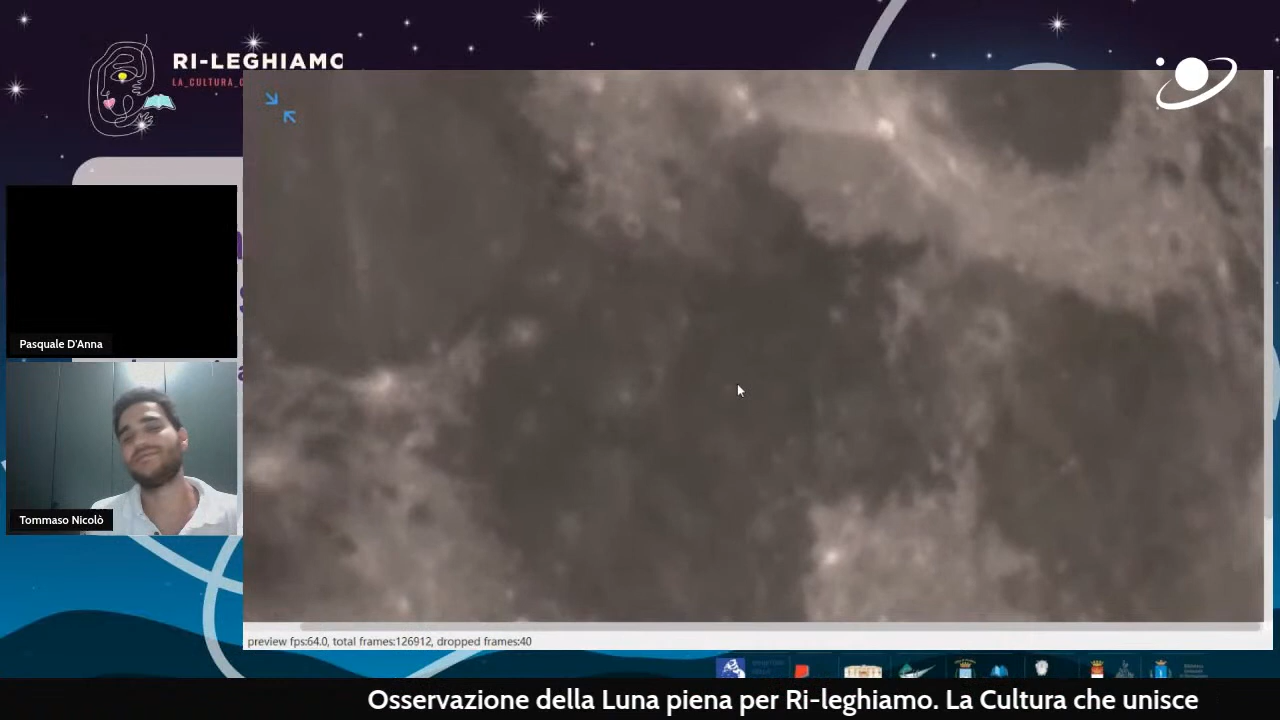 RI-LEGHIAMO
LA_CULTURA_C
Pasquale D'Anna
Tommaso Nicolò
preview fps:64.0, total frames:126912, dropped frames:40
Osservazione della Luna piena per Ri-leghiamo. La Cultura che unisce